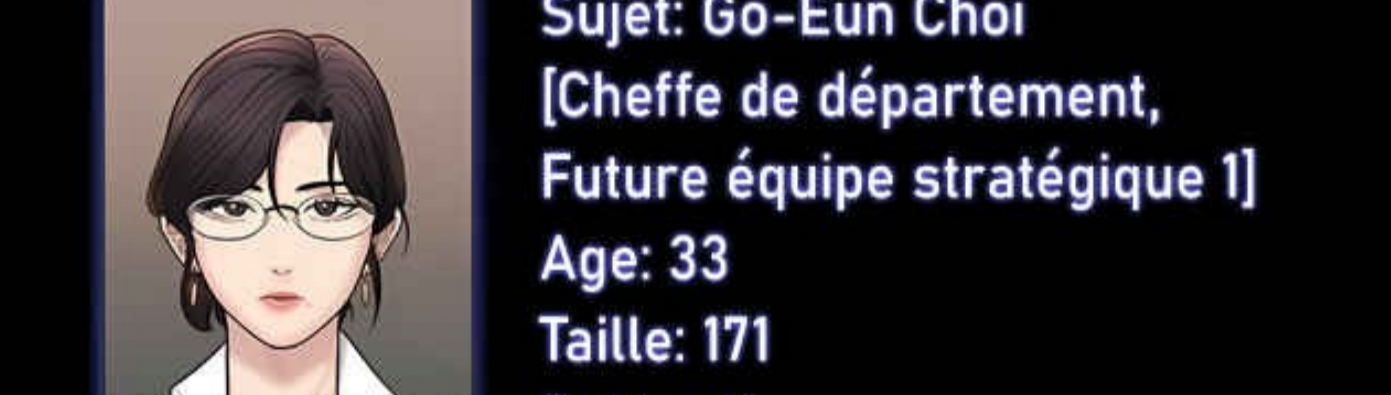 Sujet: Go-Eun Choi
[Cheffe de département,
Future équipe stratégique 1]
Age: 33
Taille: 171